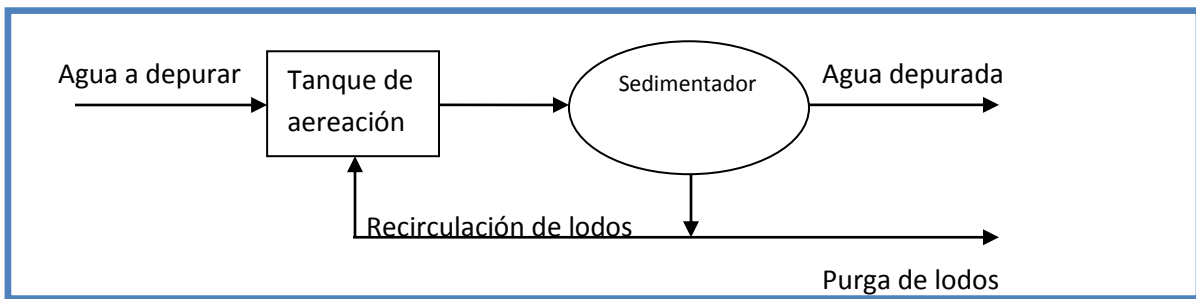 Agua a depurar
Tanque de
aereación
Sedimentador
Agua depurada
Recirculación de lodos
Purga de lodos